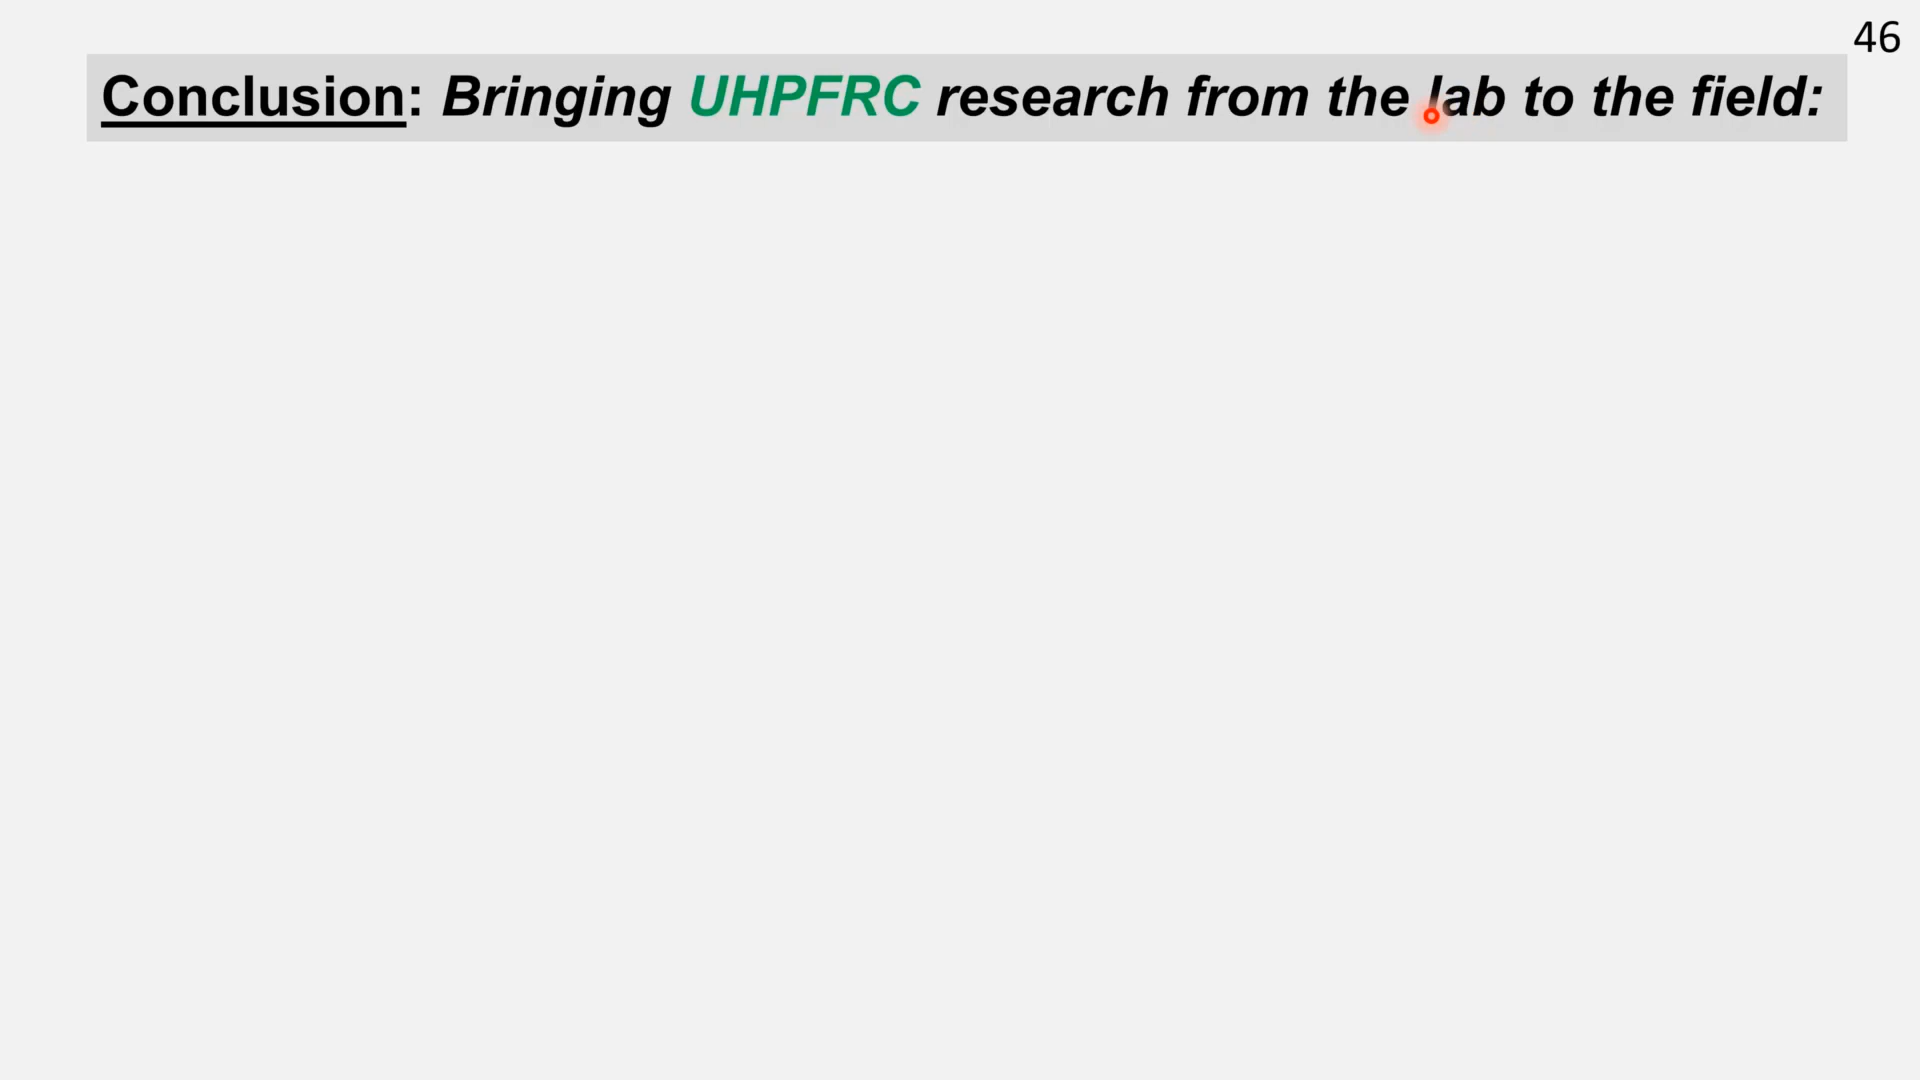 46
Conclusion: Bringing UHPFRC research from the lab to the field: